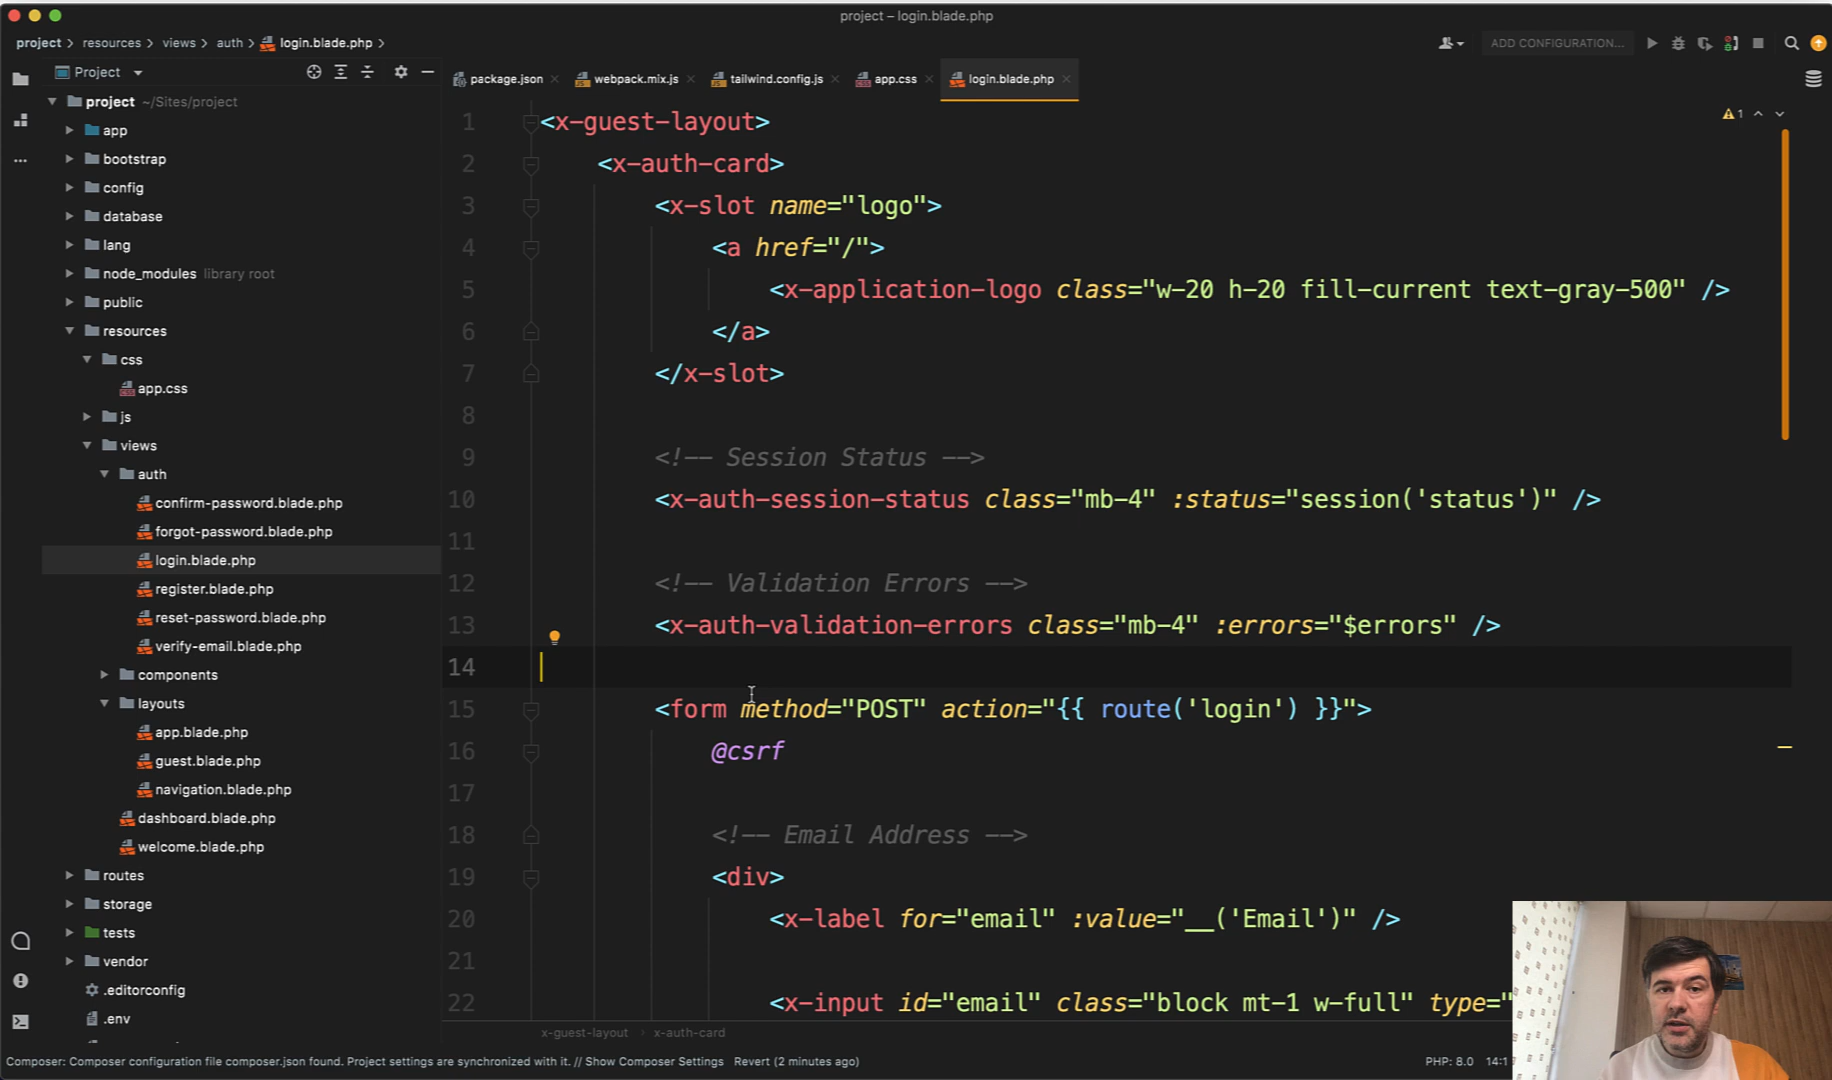 project – login.blade.php
project > resources > views > auth > login.blade.php >
ADD CONFIGURATION...
Project
package.json
webpack.mix.js
tailwind.config.js
app.css
login.blade.php
project ~/Sites/project
app
bootstrap
config
database
lang
node_modules library root
public
resources
css
app.css
js
views
auth
confirm-password.blade.php
forgot-password.blade.php
login.blade.php
register.blade.php
reset-password.blade.php
verify-email.blade.php
components
layouts
app.blade.php
guest.blade.php
navigation.blade.php
dashboard.blade.php
welcome.blade.php
routes
storage
tests
vendor
.editorconfig
.env
1
1 <x-guest-layout>
2 <x-auth-card>
3 <x-slot name="logo">
4 <a href="/">
5 <x-application-logo class="w-20 h-20 fill-current text-gray-500" />
6 </a>
7 </x-slot>
8
9 <!-- Session Status -->
10 <x-auth-session-status class="mb-4" :status="session('status')" />
11
12 <!-- Validation Errors -->
13 <x-auth-validation-errors class="mb-4" :errors="$errors" />
14
15 <form method="POST" action="{{ route('login') }}">
16 @csrf
17
18 <!-- Email Address -->
19 <div>
20 <x-label for="email" :value="__('Email')" />
21
22 <x-input id="email" class="block mt-1 w-full" type="
x-guest-layout > x-auth-card
Composer: Composer configuration file composer.json found. Project settings are synchronized with it. // Show Composer Settings Revert (2 minutes ago)
PHP: 8.0 14:1